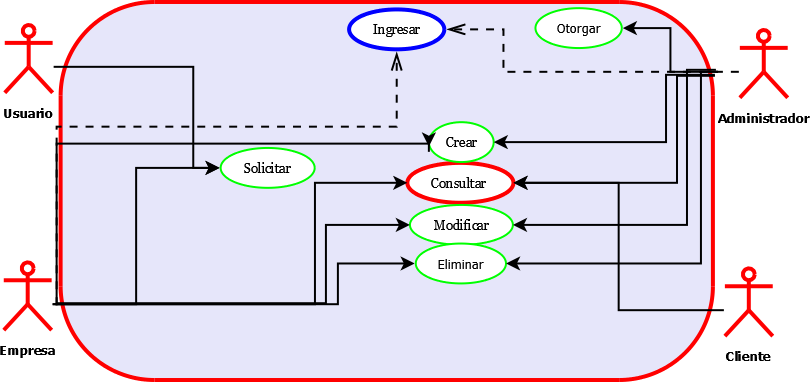 Ingresar
Otorgar
Usuario
Administrador
Crear
Solicitar
Consultar
Modificar
Eliminar
Empresa
Cliente